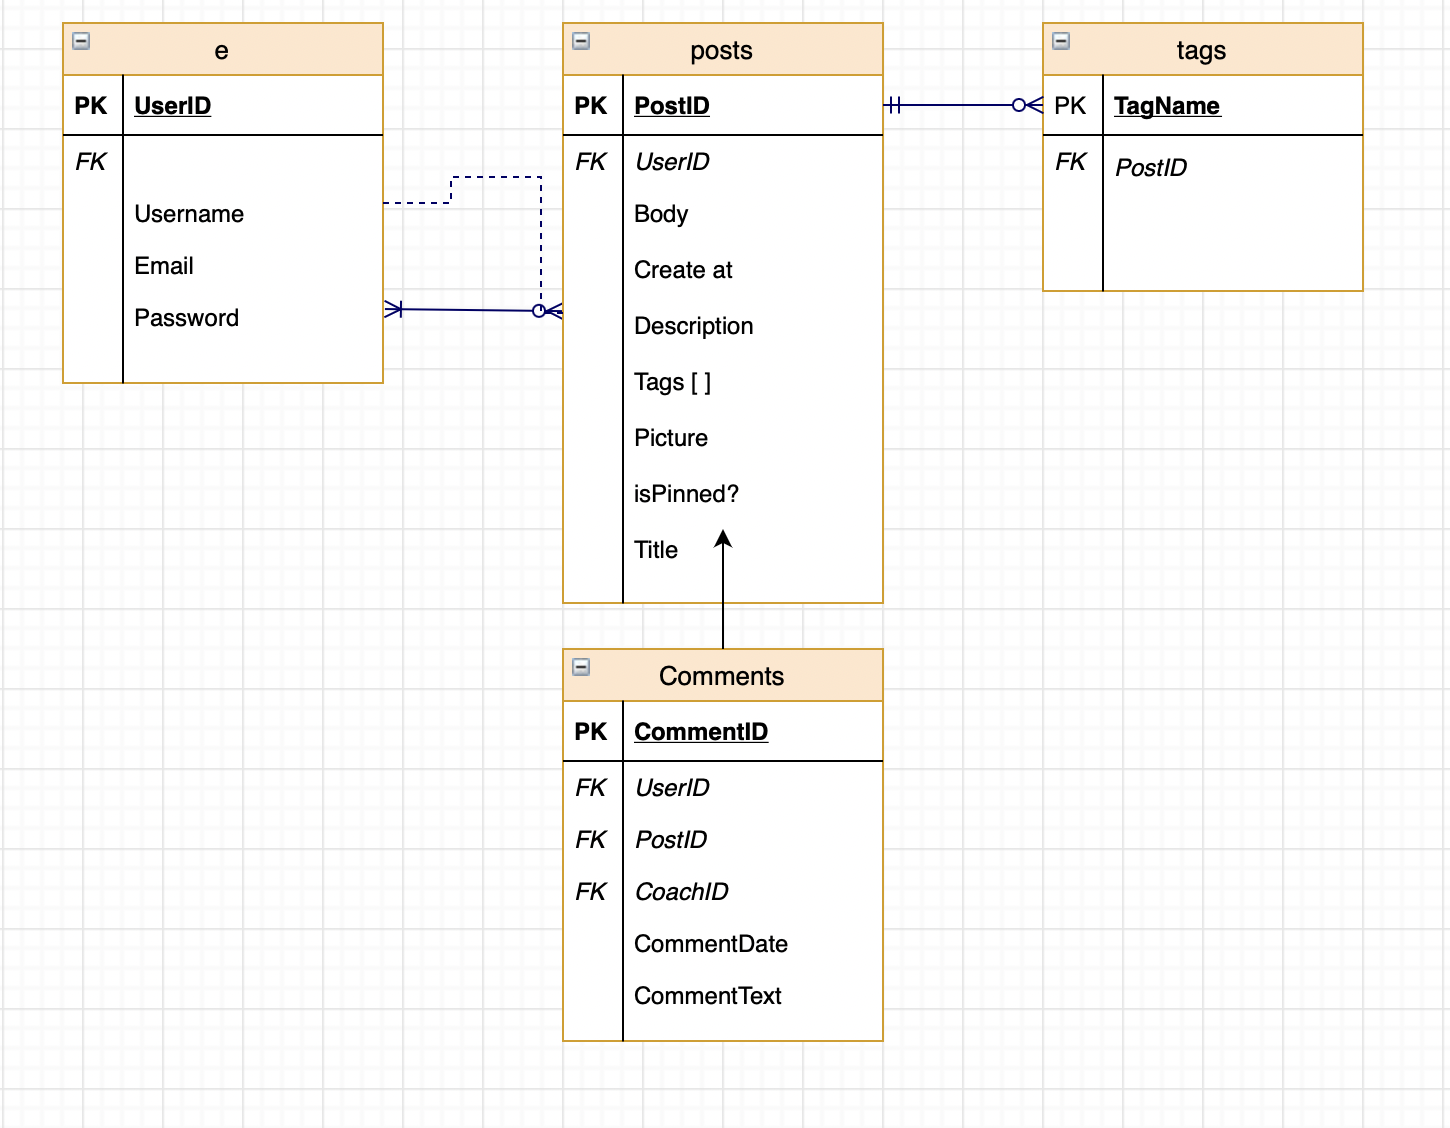 e
PK UserID
FK
Username
Email
Password
posts
PK PostID
FK UserID
Body
Create at
Description
Tags [ ]
Picture
isPinned?
Title
tags
PK TagName
FK PostID
Comments
PK CommentID
FK UserID
FK PostID
FK CoachID
CommentDate
CommentText